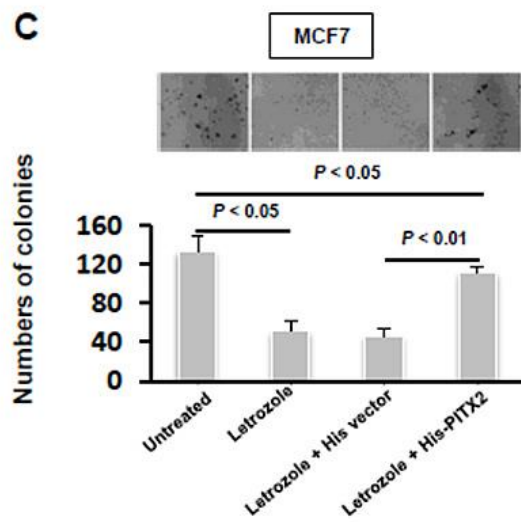 C
MCF7
P < 0.05
P < 0.05
P < 0.01
Numbers of colonies
160
120
80
40
0
Untreated
Letrozole
Letrozole + His vector
Letrozole + His-PITX2